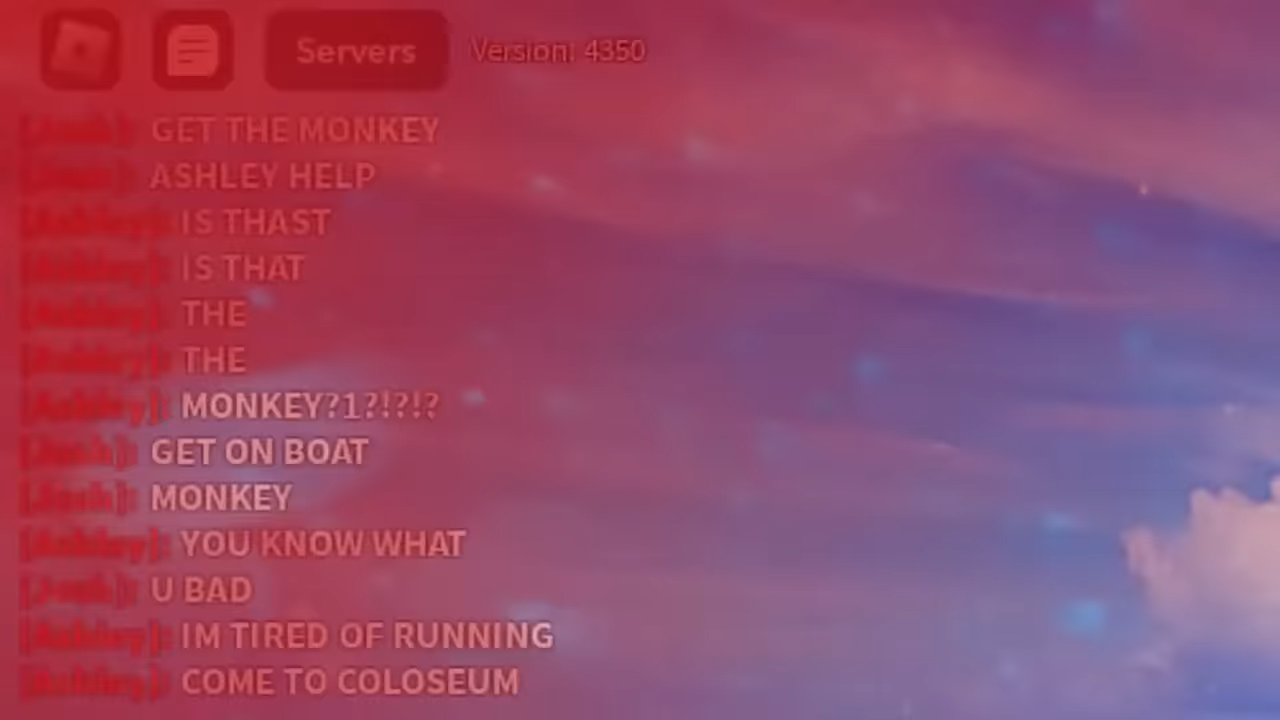 Servers Version: 4350
[Josh]: GET THE MONKEY
[Josh]: ASHLEY HELP
[Ashley]: IS THAST
[Ashley]: IS THAT
[Ashley]: THE
[Ashley]: THE
[Ashley]: MONKEY?1?!?!?
[Josh]: GET ON BOAT
[Josh]: MONKEY
[Ashley]: YOU KNOW WHAT
[Josh]: U BAD
[Ashley]: IM TIRED OF RUNNING
[Ashley]: COME TO COLOSEUM